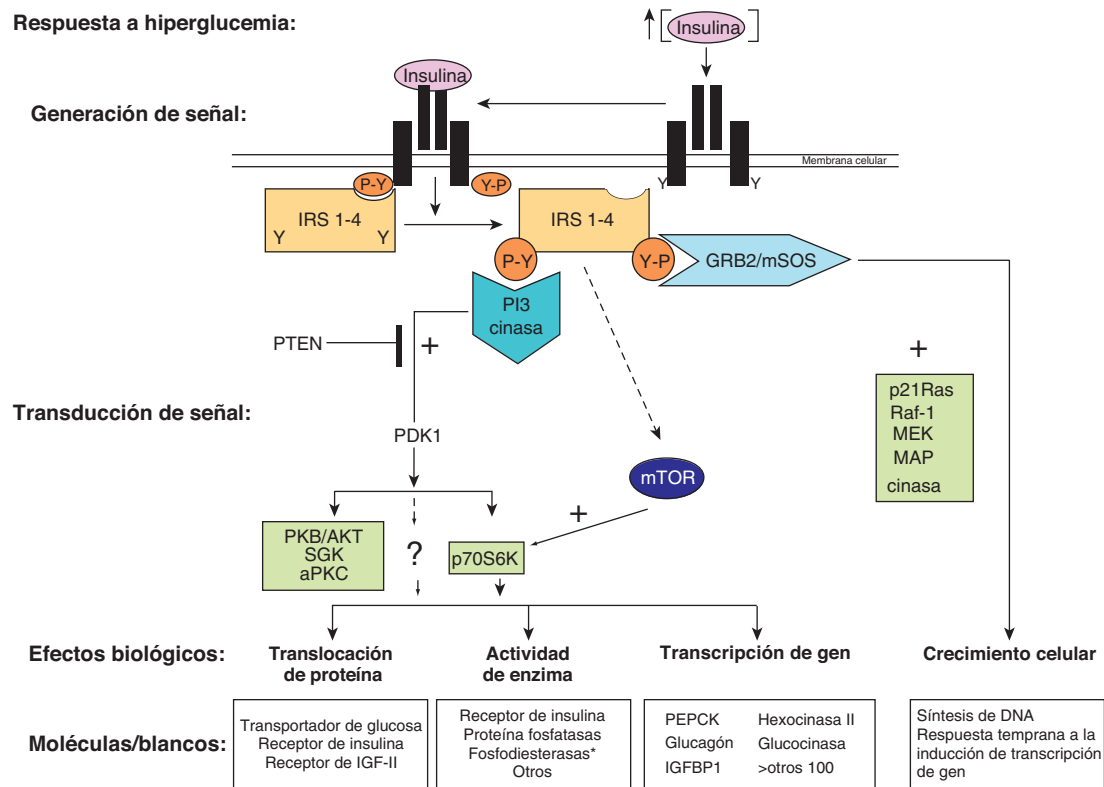 Respuesta a hiperglucemia:
Insulina
Insulina
Generación de señal:
Membrana celular
P-Y
Y-P
Y
Y
IRS 1-4
Y
Y
IRS 1-4
P-Y
Y-P
GRB2/mSOS
PI3
cinasa
PTEN
+
+
p21Ras
Raf-1
MEK
MAP
cinasa
Transducción de señal:
PDK1
mTOR
+
PKB/AKT
SGK
aPKC
?
p70S6K
Efectos biológicos:
Translocación
de proteína
Actividad
de enzima
Transcripción de gen
Crecimiento celular
Moléculas/blancos:
Transportador de glucosa
Receptor de insulina
Receptor de IGF-II
Receptor de insulina
Proteína fosfatasas
Fosfodiesterasas*
Otros
PEPCK Hexocinasa II
Glucagón Glucocinasa
IGFBP1 >otros 100
Síntesis de DNA
Respuesta temprana a la
inducción de transcripción
de gen